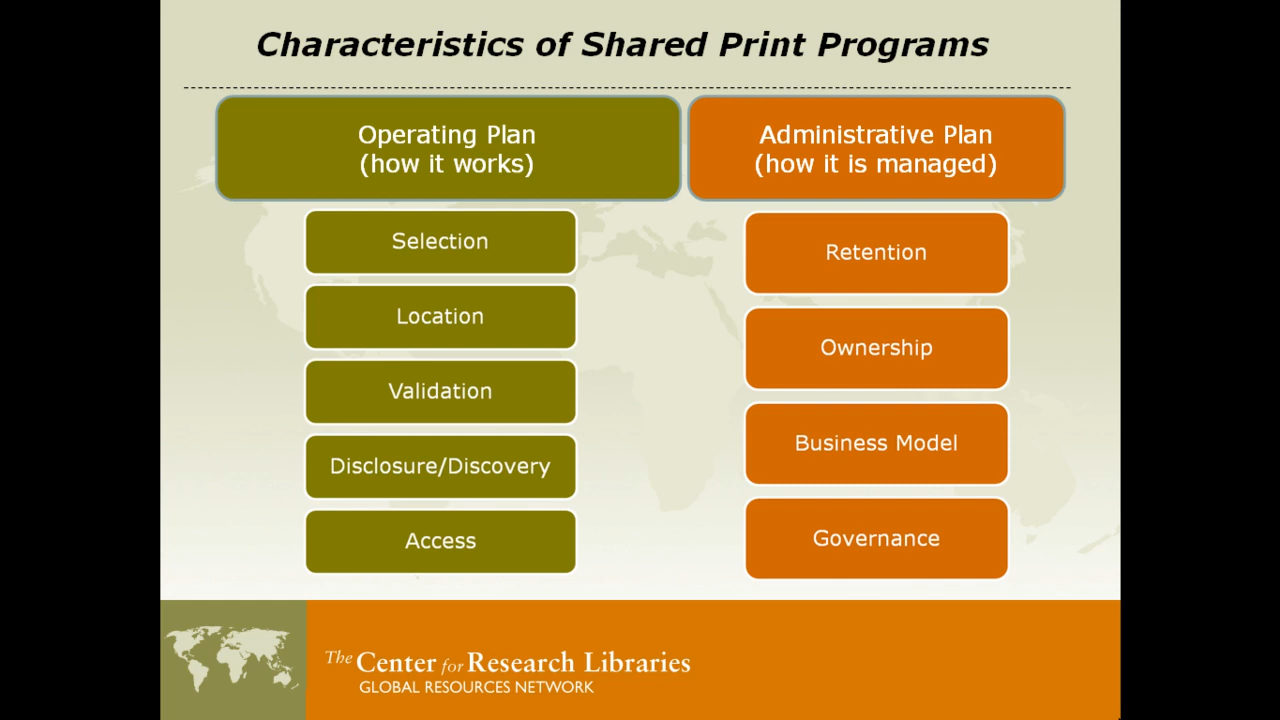 Characteristics of Shared Print Programs
Operating Plan
(how it works)
Selection
Location
Validation
Disclosure/Discovery
Access
Administrative Plan
(how it is managed)
Retention
Ownership
Business Model
Governance
The Center for Research Libraries
GLOBAL RESOURCES NETWORK